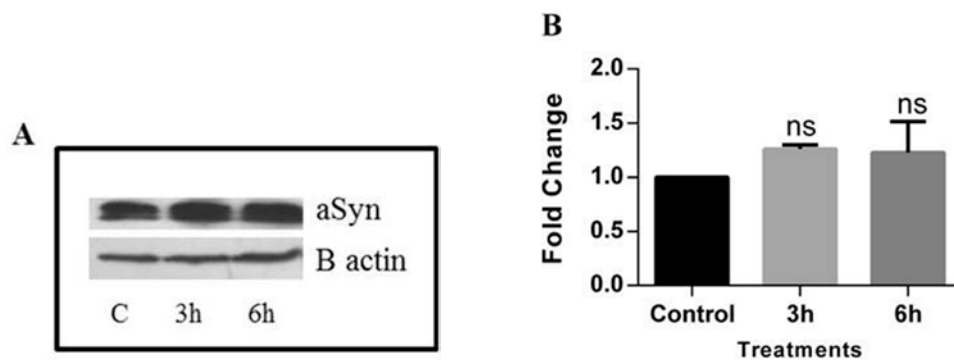 A
aSyn
B actin
C 3h 6h
B
Fold Change
2.0
1.5
1.0
0.5
0.0
ns
ns
Control 3h 6h
Treatments